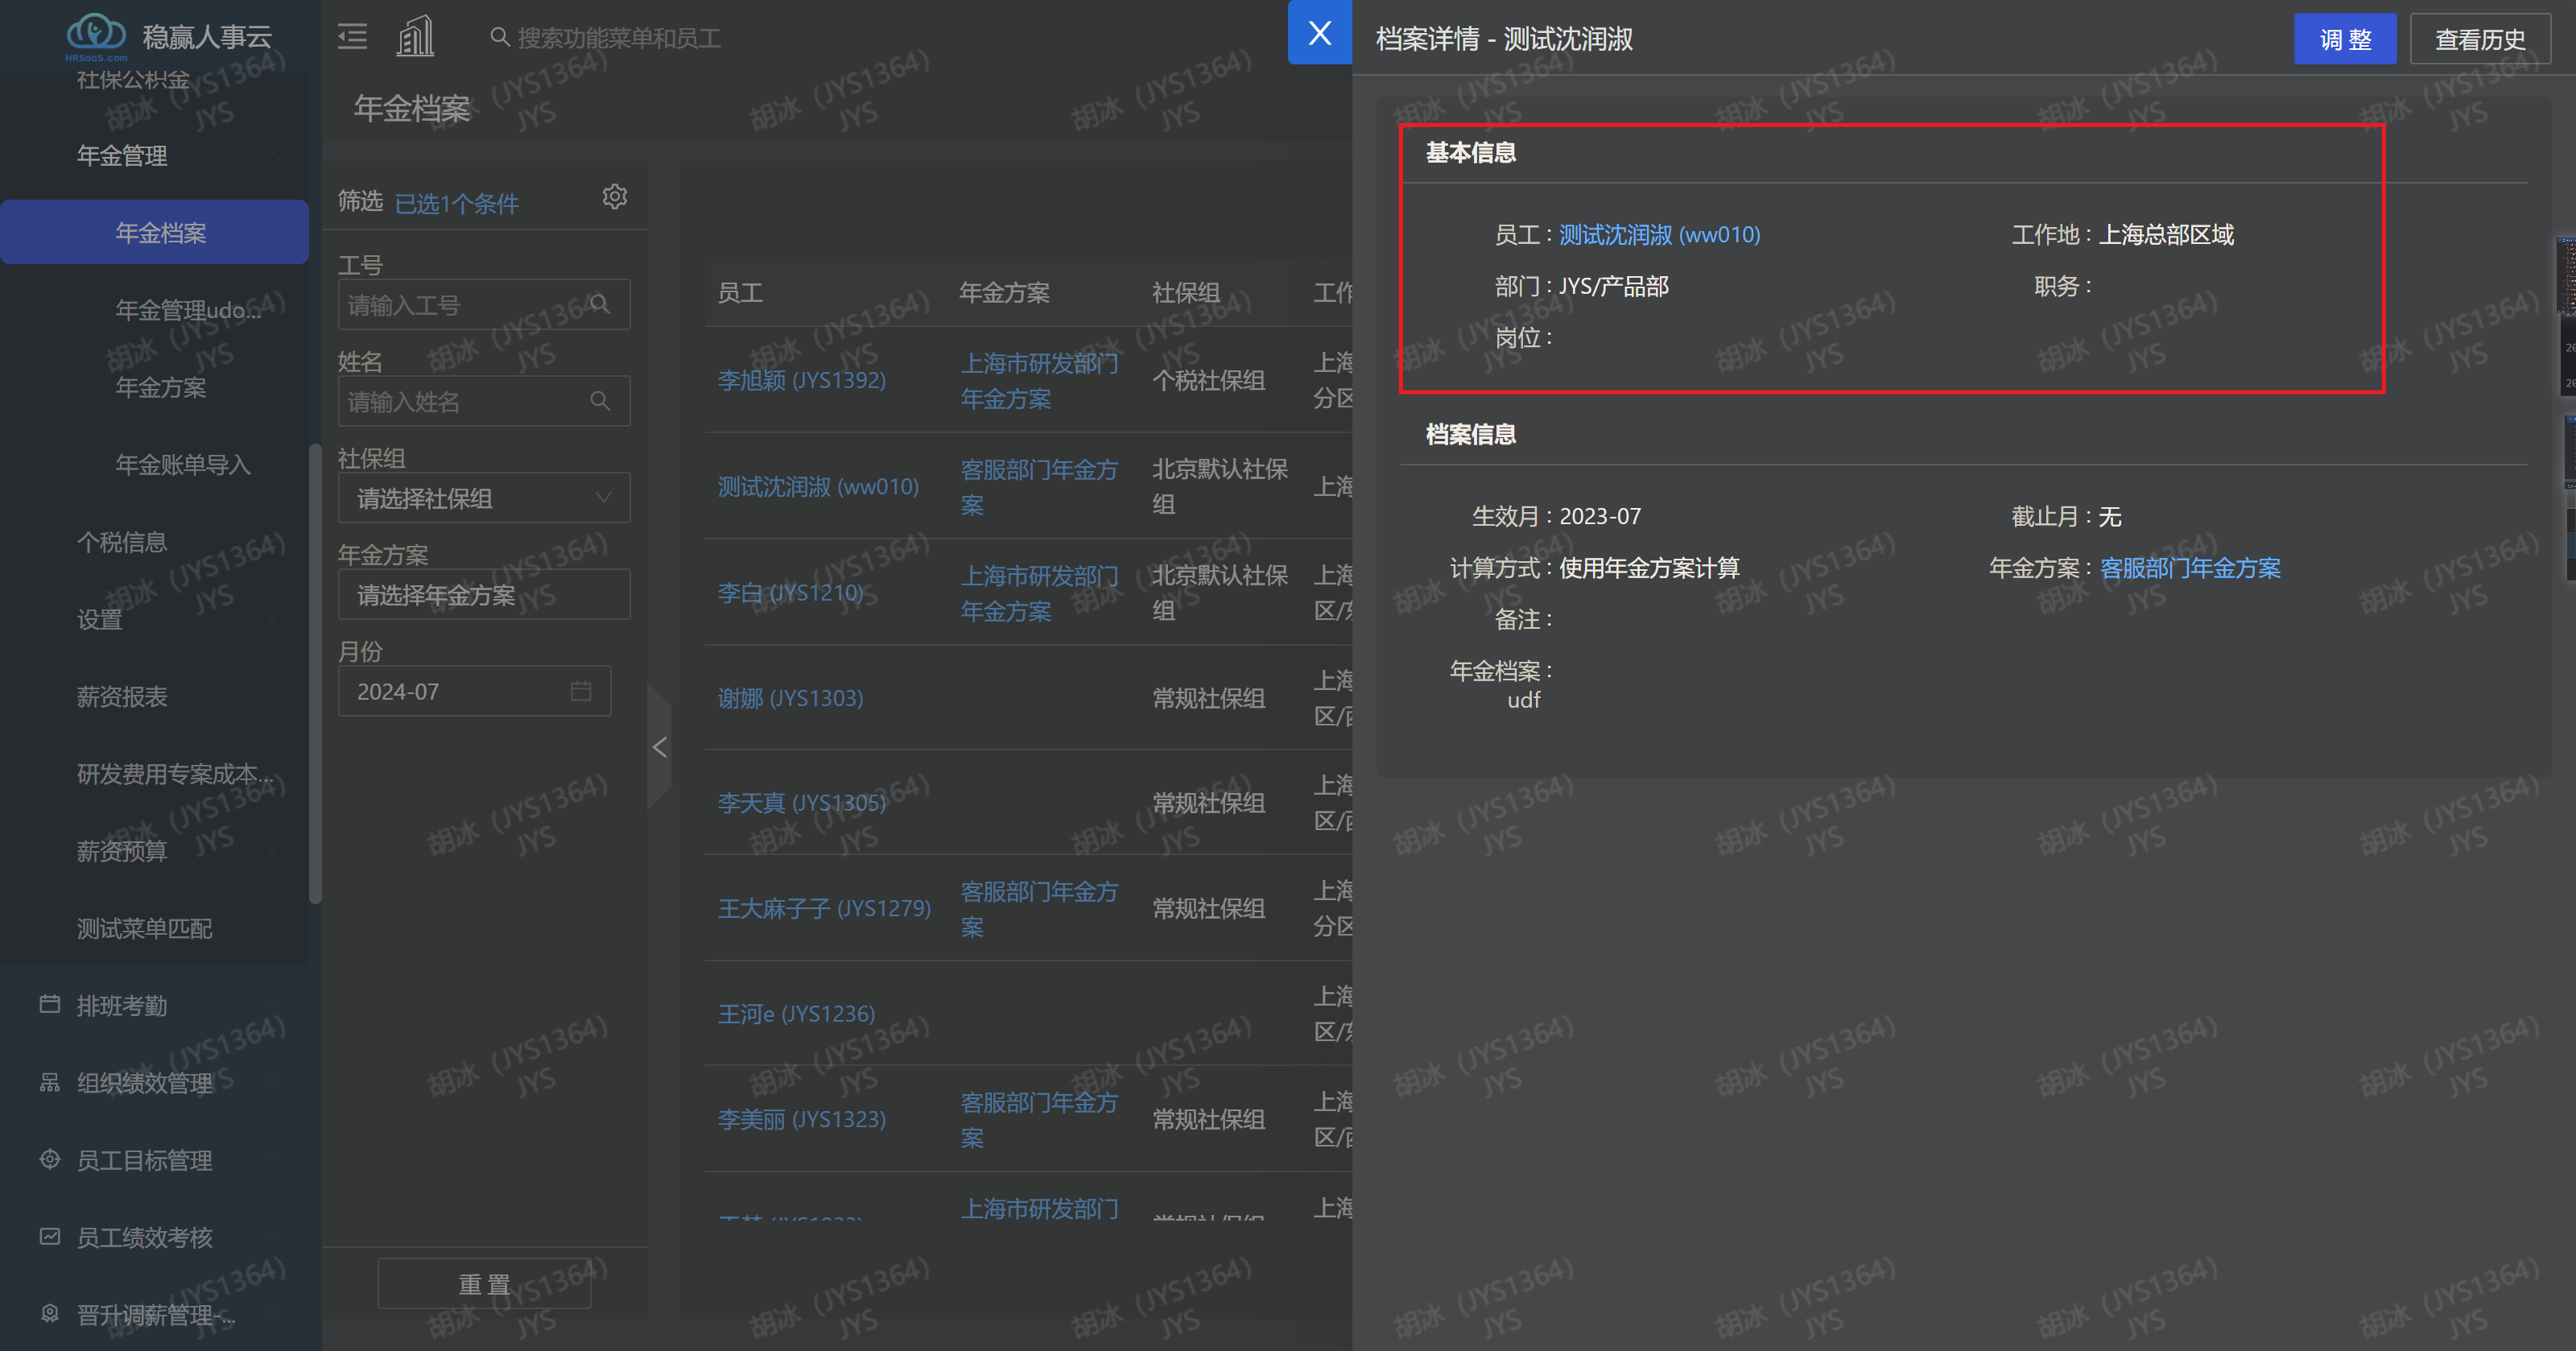 稳赢人事云
HRSaaS.com
社保公积金
年金管理
年金档案
年金管理udo...
年金方案
年金账单导入
个税信息
设置
薪资报表
研发费用专案成本...
薪资预算
测试菜单匹配
排班考勤
组织绩效管理
员工目标管理
员工绩效考核
晋升调薪管理-...
搜索功能菜单和员工
年金档案
筛选 已选1个条件
工号
请输入工号
姓名
请输入姓名
社保组
请选择社保组
年金方案
请选择年金方案
月份
2024-07
重 置
员工 年金方案 社保组 工作
李旭颖 (JYS1392) 上海市研发部门年金方案 个税社保组 上海 分区
测试沈润淑 (ww010) 客服部门年金方案 北京默认社保组 上海
李白 (JYS1210) 上海市研发部门年金方案 北京默认社保组 上海 区/
谢娜 (JYS1303) 常规社保组 上海 区/
李天真 (JYS1305) 常规社保组 上海 区/
王大麻子子 (JYS1279) 客服部门年金方案 常规社保组 上海 分区
王河e (JYS1236) 上海 区/
李美丽 (JYS1323) 客服部门年金方案 常规社保组 上海 区/
上海市研发部门 上海
档案详情 - 测试沈润淑
调 整
查看历史
基本信息
员工 : 测试沈润淑 (ww010)
工作地 : 上海总部区域
部门 : JYS/产品部
职务 :
岗位 :
档案信息
生效月 : 2023-07
截止月 : 无
计算方式 : 使用年金方案计算
年金方案 : 客服部门年金方案
备注 :
年金档案 :
udf
胡冰（JYS1364）
JYS